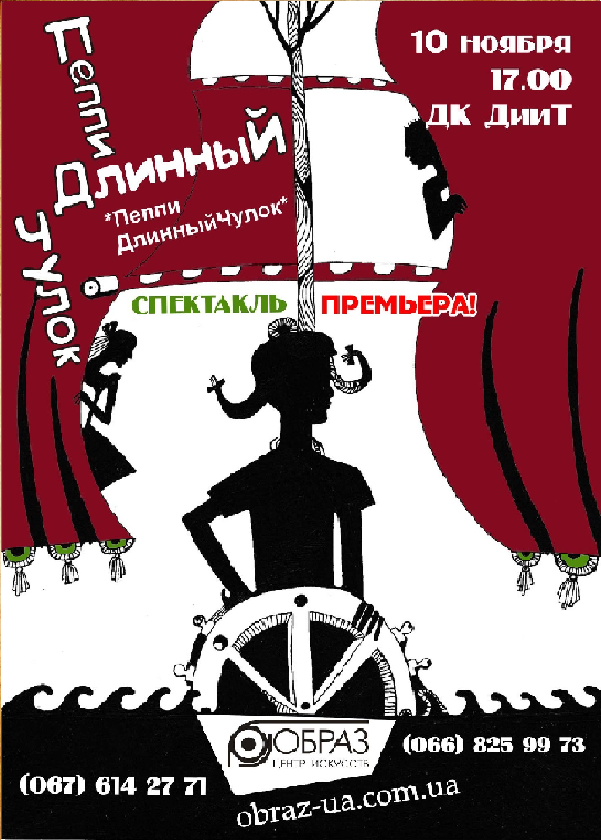 Пеппи
Длинный
Чулок
*Пеппи
ДлинныйЧулок*
10 ноября
17.00
ДК ДииТ
СПЕКТАКЛЬ ПРЕМЬЕРА!
ОБРАЗ
ЦЕНТР ИСКУССТВ
(066) 825 99 73
(067) 614 27 71
obraz-ua.com.ua